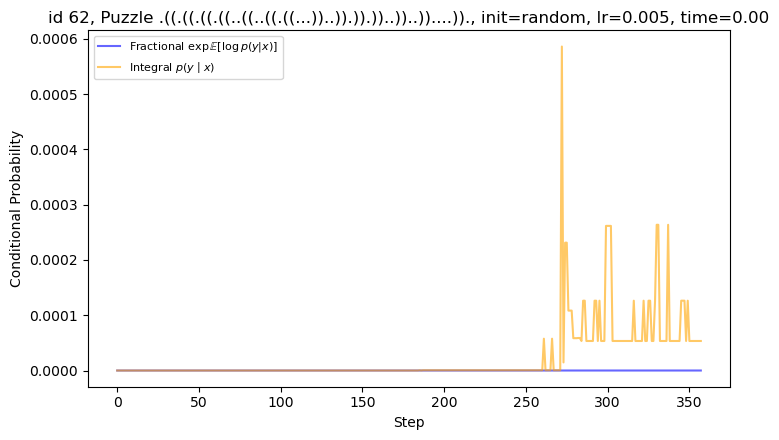 id 62, Puzzle .((.((.((.((..((..((.((...))..)).)).))..))..))....))., init=random, lr=0.005, time=0.00
Fractional exp𝔼[log p(y|x)]
Integral p(y | x)
Conditional Probability
0.0006
0.0005
0.0004
0.0003
0.0002
0.0001
0.0000
0 50 100 150 200 250 300 350
Step